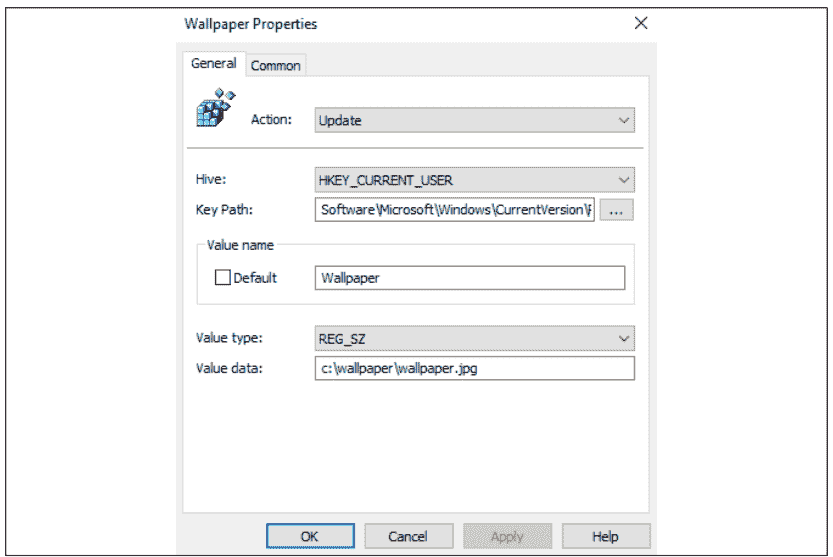 Wallpaper Properties
General Common
Action: Update
Hive: HKEY_CURRENT_USER
Key Path: Software\Microsoft\Windows\CurrentVersion\ ...
Value name
Default Wallpaper
Value type: REG_SZ
Value data: c:\wallpaper\wallpaper.jpg
OK Cancel Apply Help